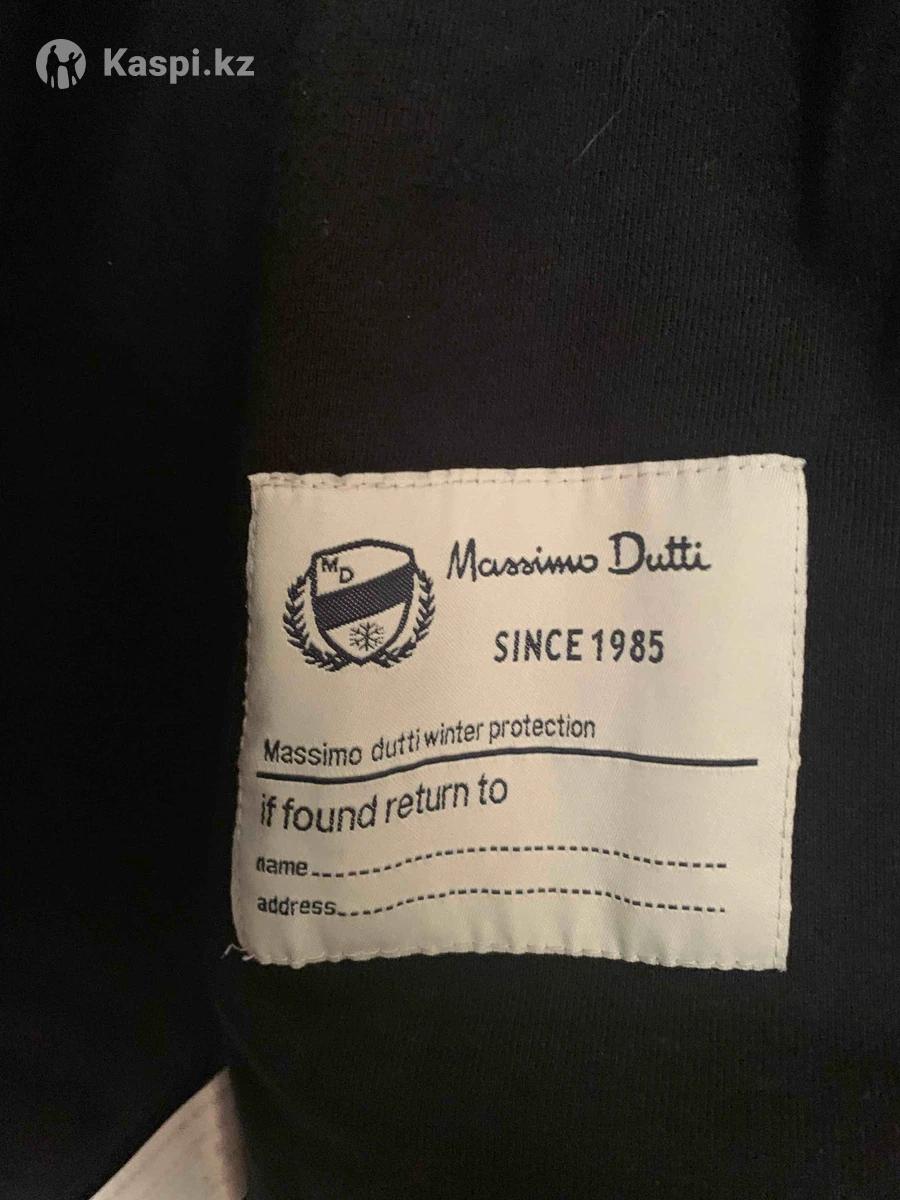 Kaspi.kz
MD
Massimo Dutti
SINCE 1985
Massimo dutti winter protection
if found return to
name
address